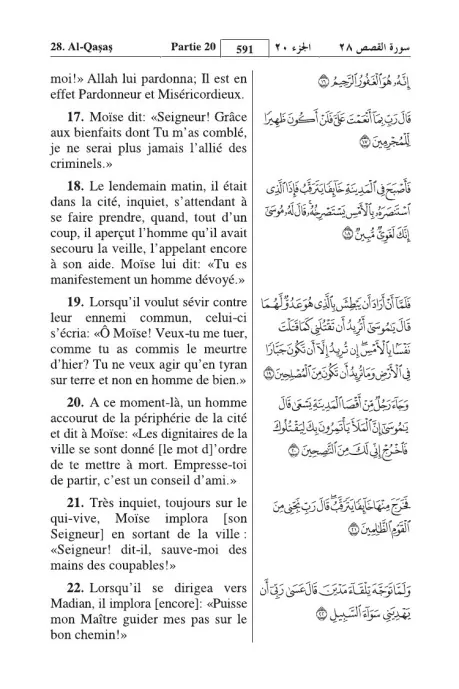 28. Al-Qaṣaṣ Partie 20 591 الجزء ٢٠ سورة القصص ٢٨
moi!» Allah lui pardonna; Il est en
effet Pardonneur et Miséricordieux.
17. Moïse dit: «Seigneur! Grâce
aux bienfaits dont Tu m'as comblé,
je ne serai plus jamais l'allié des
criminels.»
18. Le lendemain matin, il était
dans la cité, inquiet, s'attendant à
se faire prendre, quand, tout d'un
coup, il aperçut l'homme qu'il avait
secouru la veille, l'appelant encore
à son aide. Moïse lui dit: «Tu es
manifestement un homme dévoyé.»
19. Lorsqu'il voulut sévir contre
leur ennemi commun, celui-ci
s'écria: «Ô Moïse! Veux-tu me tuer,
comme tu as commis le meurtre
d'hier? Tu ne veux agir qu'en tyran
sur terre et non en homme de bien.»
20. A ce moment-là, un homme
accourut de la périphérie de la cité
et dit à Moïse: «Les dignitaires de la
ville se sont donné [le mot d]'ordre
de te mettre à mort. Empresse-toi
de partir, c'est un conseil d'ami.»
21. Très inquiet, toujours sur le
qui-vive, Moïse implora [son
Seigneur] en sortant de la ville :
«Seigneur! dit-il, sauve-moi des
mains des coupables!»
22. Lorsqu'il se dirigea vers
Madian, il implora [encore]: «Puisse
mon Maître guider mes pas sur le
bon chemin!»
إِنَّهُۥ هُوَ ٱلْغَفُورُ ٱلرَّحِيمُ ١٦
قَالَ رَبِّ بِمَآ أَنْعَمْتَ عَلَىَّ فَلَنْ أَكُونَ ظَهِيرًا
لِّلْمُجْرِمِينَ ١٧
فَأَصْبَحَ فِى ٱلْمَدِينَةِ خَآئِفًا يَتَرَقَّبُ فَإِذَا ٱلَّذِى
ٱسْتَنصَرَهُۥ بِٱلْأَمْسِ يَسْتَصْرِخُهُۥ ۚ قَالَ لَهُۥ مُوسَىٰٓ
إِنَّكَ لَغَوِىٌّ مُّبِينٌ ١٨
فَلَمَّآ أَنْ أَرَادَ أَن يَبْطِشَ بِٱلَّذِى هُوَ عَدُوٌّ لَّهُمَا
قَالَ يَٰمُوسَىٰٓ أَتُرِيدُ أَن تَقْتُلَنِى كَمَا قَتَلْتَ
نَفْسًۢا بِٱلْأَمْسِ ۖ إِن تُرِيدُ إِلَّآ أَن تَكُونَ جَبَّارًا
فِى ٱلْأَرْضِ وَمَا تُرِيدُ أَن تَكُونَ مِنَ ٱلْمُصْلِحِينَ ١٩
وَجَآءَ رَجُلٌ مِّنْ أَقْصَا ٱلْمَدِينَةِ يَسْعَىٰ قَالَ
يَٰمُوسَىٰٓ إِنَّ ٱلْمَلَأَ يَأْتَمِرُونَ بِكَ لِيَقْتُلُوكَ
فَٱخْرُجْ إِنِّى لَكَ مِنَ ٱلنَّٰصِحِينَ ٢٠
فَخَرَجَ مِنْهَا خَآئِفًا يَتَرَقَّبُ ۖ قَالَ رَبِّ نَجِّنِى مِنَ
ٱلْقَوْمِ ٱلظَّٰلِمِينَ ٢١
وَلَمَّا تَوَجَّهَ تِلْقَآءَ مَدْيَنَ قَالَ عَسَىٰ رَبِّىٓ أَن
يَهْدِيَنِى سَوَآءَ ٱلسَّبِيلِ ٢٢